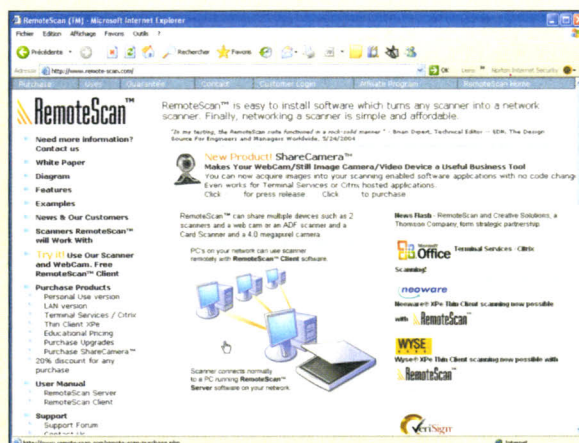 RemoteScan (TM) - Microsoft Internet Explorer
Fichier Edition Affichage Favoris Outils ?
Précédente Rechercher Favoris
Adresse http://www.remote-scan.com/ OK Liens Norton Internet Security
Purchase Users Guarantee Contact Customer Login Affiliate Program RemoteScan Home
RemoteScan™
RemoteScan™ is easy to install software which turns any scanner into a network
scanner. Finally, networking a scanner is simple and affordable.
"In my testing, the RemoteScan suite functioned in a rock-solid manner" - Brian Expert, Technical Editor -- SDM, The Design
Source For Engineers and Managers Worldwide, 5/24/2004
New Product! ShareCamera™
Makes Your WebCam/Still Image Camera/Video Device a Useful Business Tool
You can now acquire images into your scanning enabled software applications with no code chang
Even works for Terminal Services or Citrix hosted applications.
Click for press release Click to purchase
Need more information?
Contact us
White Paper
Diagram
Features
Examples
News & Our Customers
Scanners RemoteScan™
will Work With
Try it! Use Our Scanner
and WebCam. Free
RemoteScan™ Client
Purchase Products
Personal Use version
LAN version
Terminal Services / Citrix
Thin Client XPe
Educational Pricing
Purchase Upgrades
Purchase ShareCamera™
20% discount for any
purchase
User Manual
RemoteScan Server
RemoteScan Client
Support
Support Forum
Contact Us
RemoteScan™ can share multiple devices such as 2
scanners and a web cam or an ADF scanner and a
Card Scanner and a 4.0 megapixel camera.
PC's on your network can use scanner
remotely with RemoteScan™ Client software.
Scanner connects normally
to a PC running RemoteScan™
Server software on your network.
News Flash - RemoteScan and Creative Solutions, a
Thomson Company, form strategic partnership
Microsoft
Office Terminal Services - Citrix
Scanning!
neoware
Neoware® XPe Thin Client scanning now possible
with RemoteScan™
WYSE
Wyse® XPe Thin Client scanning now possible with
RemoteScan™
VeriSign
Internet